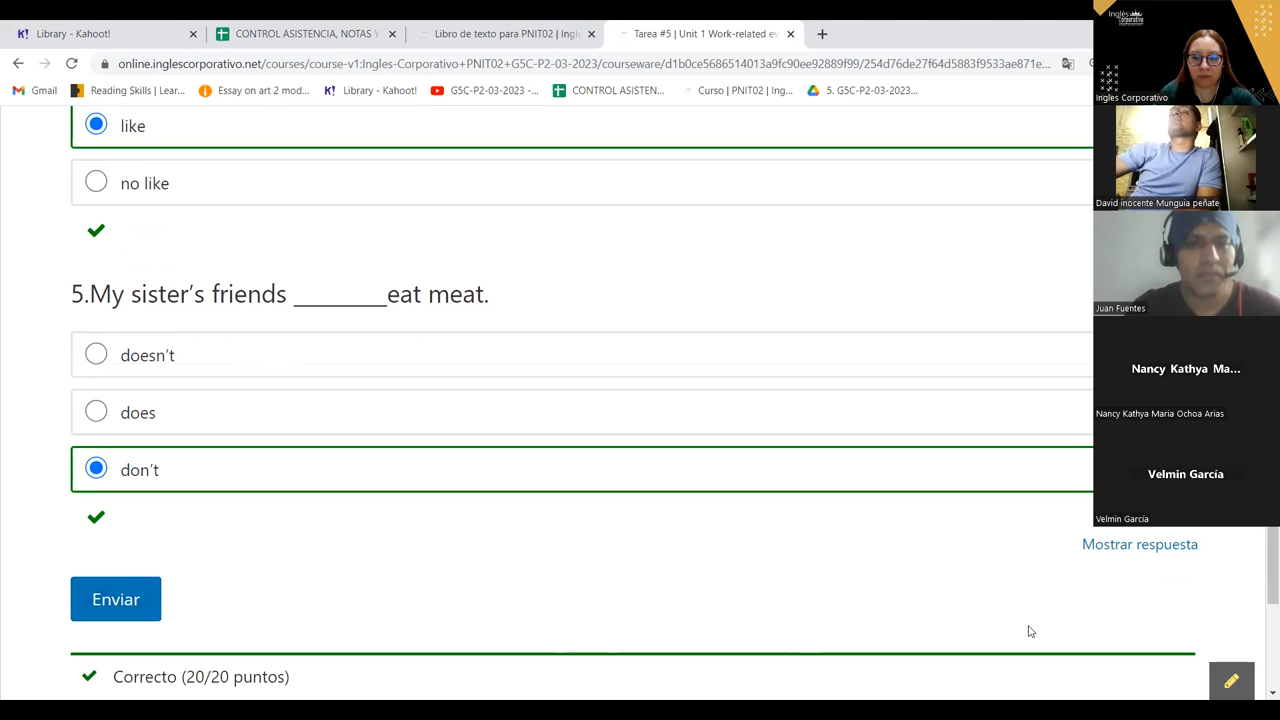 Library - Kahoot!
CONTROL ASISTENCIA, NOTAS Y
Libro de texto para PNIT02 | Ingl
Tarea #5 | Unit 1 Work-related ev
online.inglescorporativo.net/courses/course-v1:Ingles-Corporativo+PNIT02+G5C-P2-03-2023/courseware/d1b0ce5686514013a9fc90ee92889f99/254d76de27f64d5883f9533ae871e...
Gmail
Reading Skills | Lear...
Essay on art 2 mod...
Library - Kahoot!
G5C-P2-03-2023 -...
CONTROL ASISTEN...
Curso | PNIT02 | Ing...
5. G5C-P2-03-2023...
like
no like
5.My sister’s friends _________eat meat.
doesn’t
does
don’t
Mostrar respuesta
Enviar
Correcto (20/20 puntos)
Inglés
Corporativo
Ingles Corporativo
David inocente Munguia peñate
Juan Fuentes
Nancy Kathya Ma...
Nancy Kathya Maria Ochoa Arias
Velmin García
Velmin García